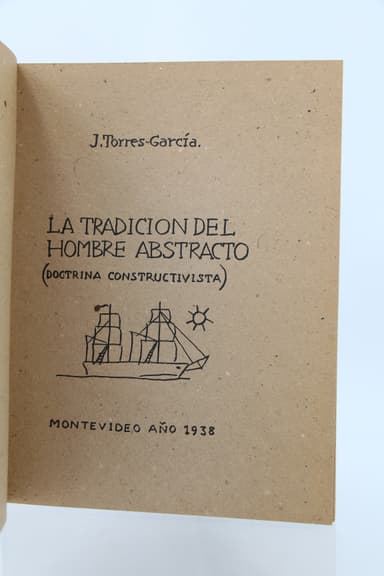 J. Torres-García.
LA TRADICION DEL
HOMBRE ABSTRACTO
(DOCTRINA CONSTRUCTIVISTA)
MONTEVIDEO AÑO 1938